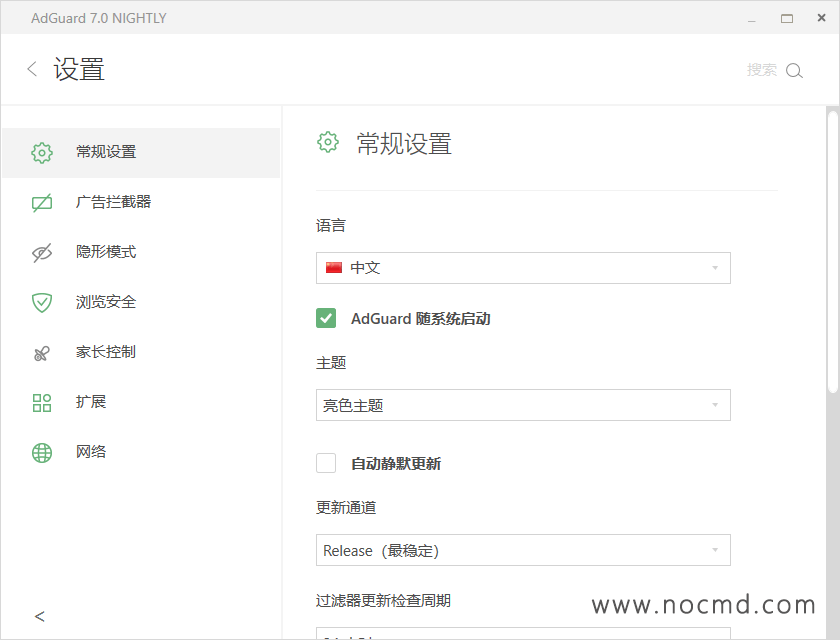 AdGuard 7.0 NIGHTLY
设置
搜索
常规设置
广告拦截器
隐形模式
浏览安全
家长控制
扩展
网络
常规设置
语言
中文
AdGuard 随系统启动
主题
亮色主题
自动静默更新
更新通道
Release（最稳定）
过滤器更新检查周期
www.nocmd.com